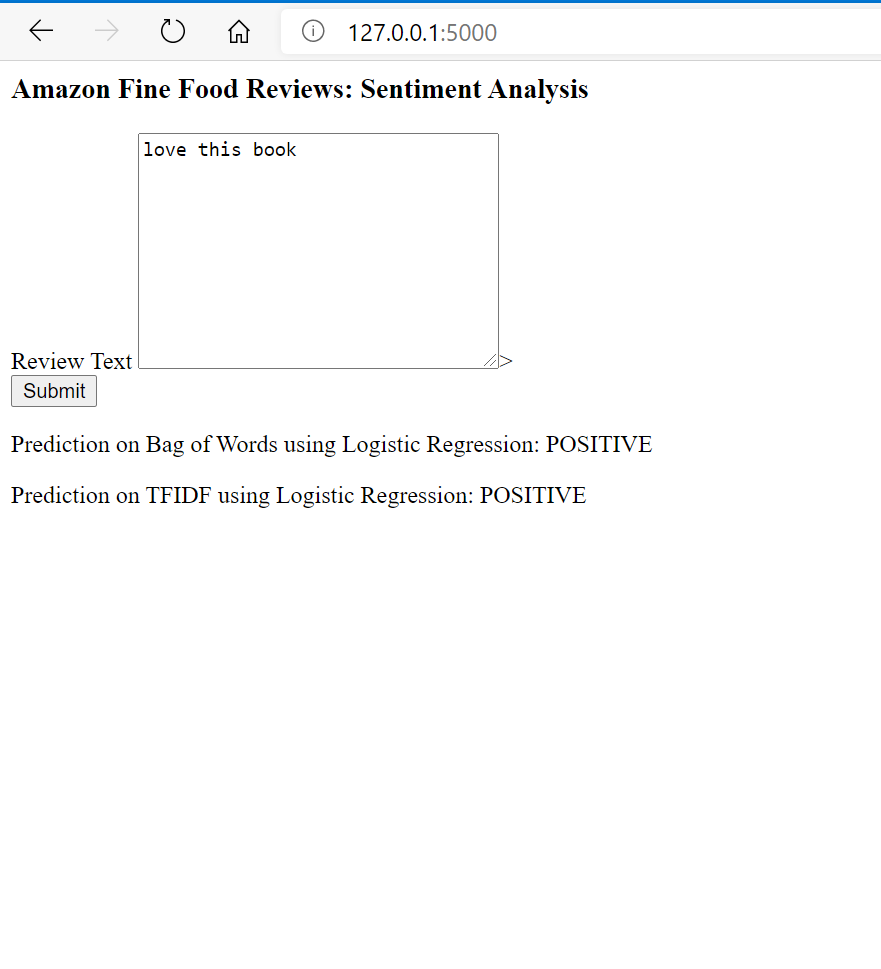 127.0.0.1:5000
Amazon Fine Food Reviews: Sentiment Analysis
love this book
Review Text >
Submit
Prediction on Bag of Words using Logistic Regression: POSITIVE
Prediction on TFIDF using Logistic Regression: POSITIVE